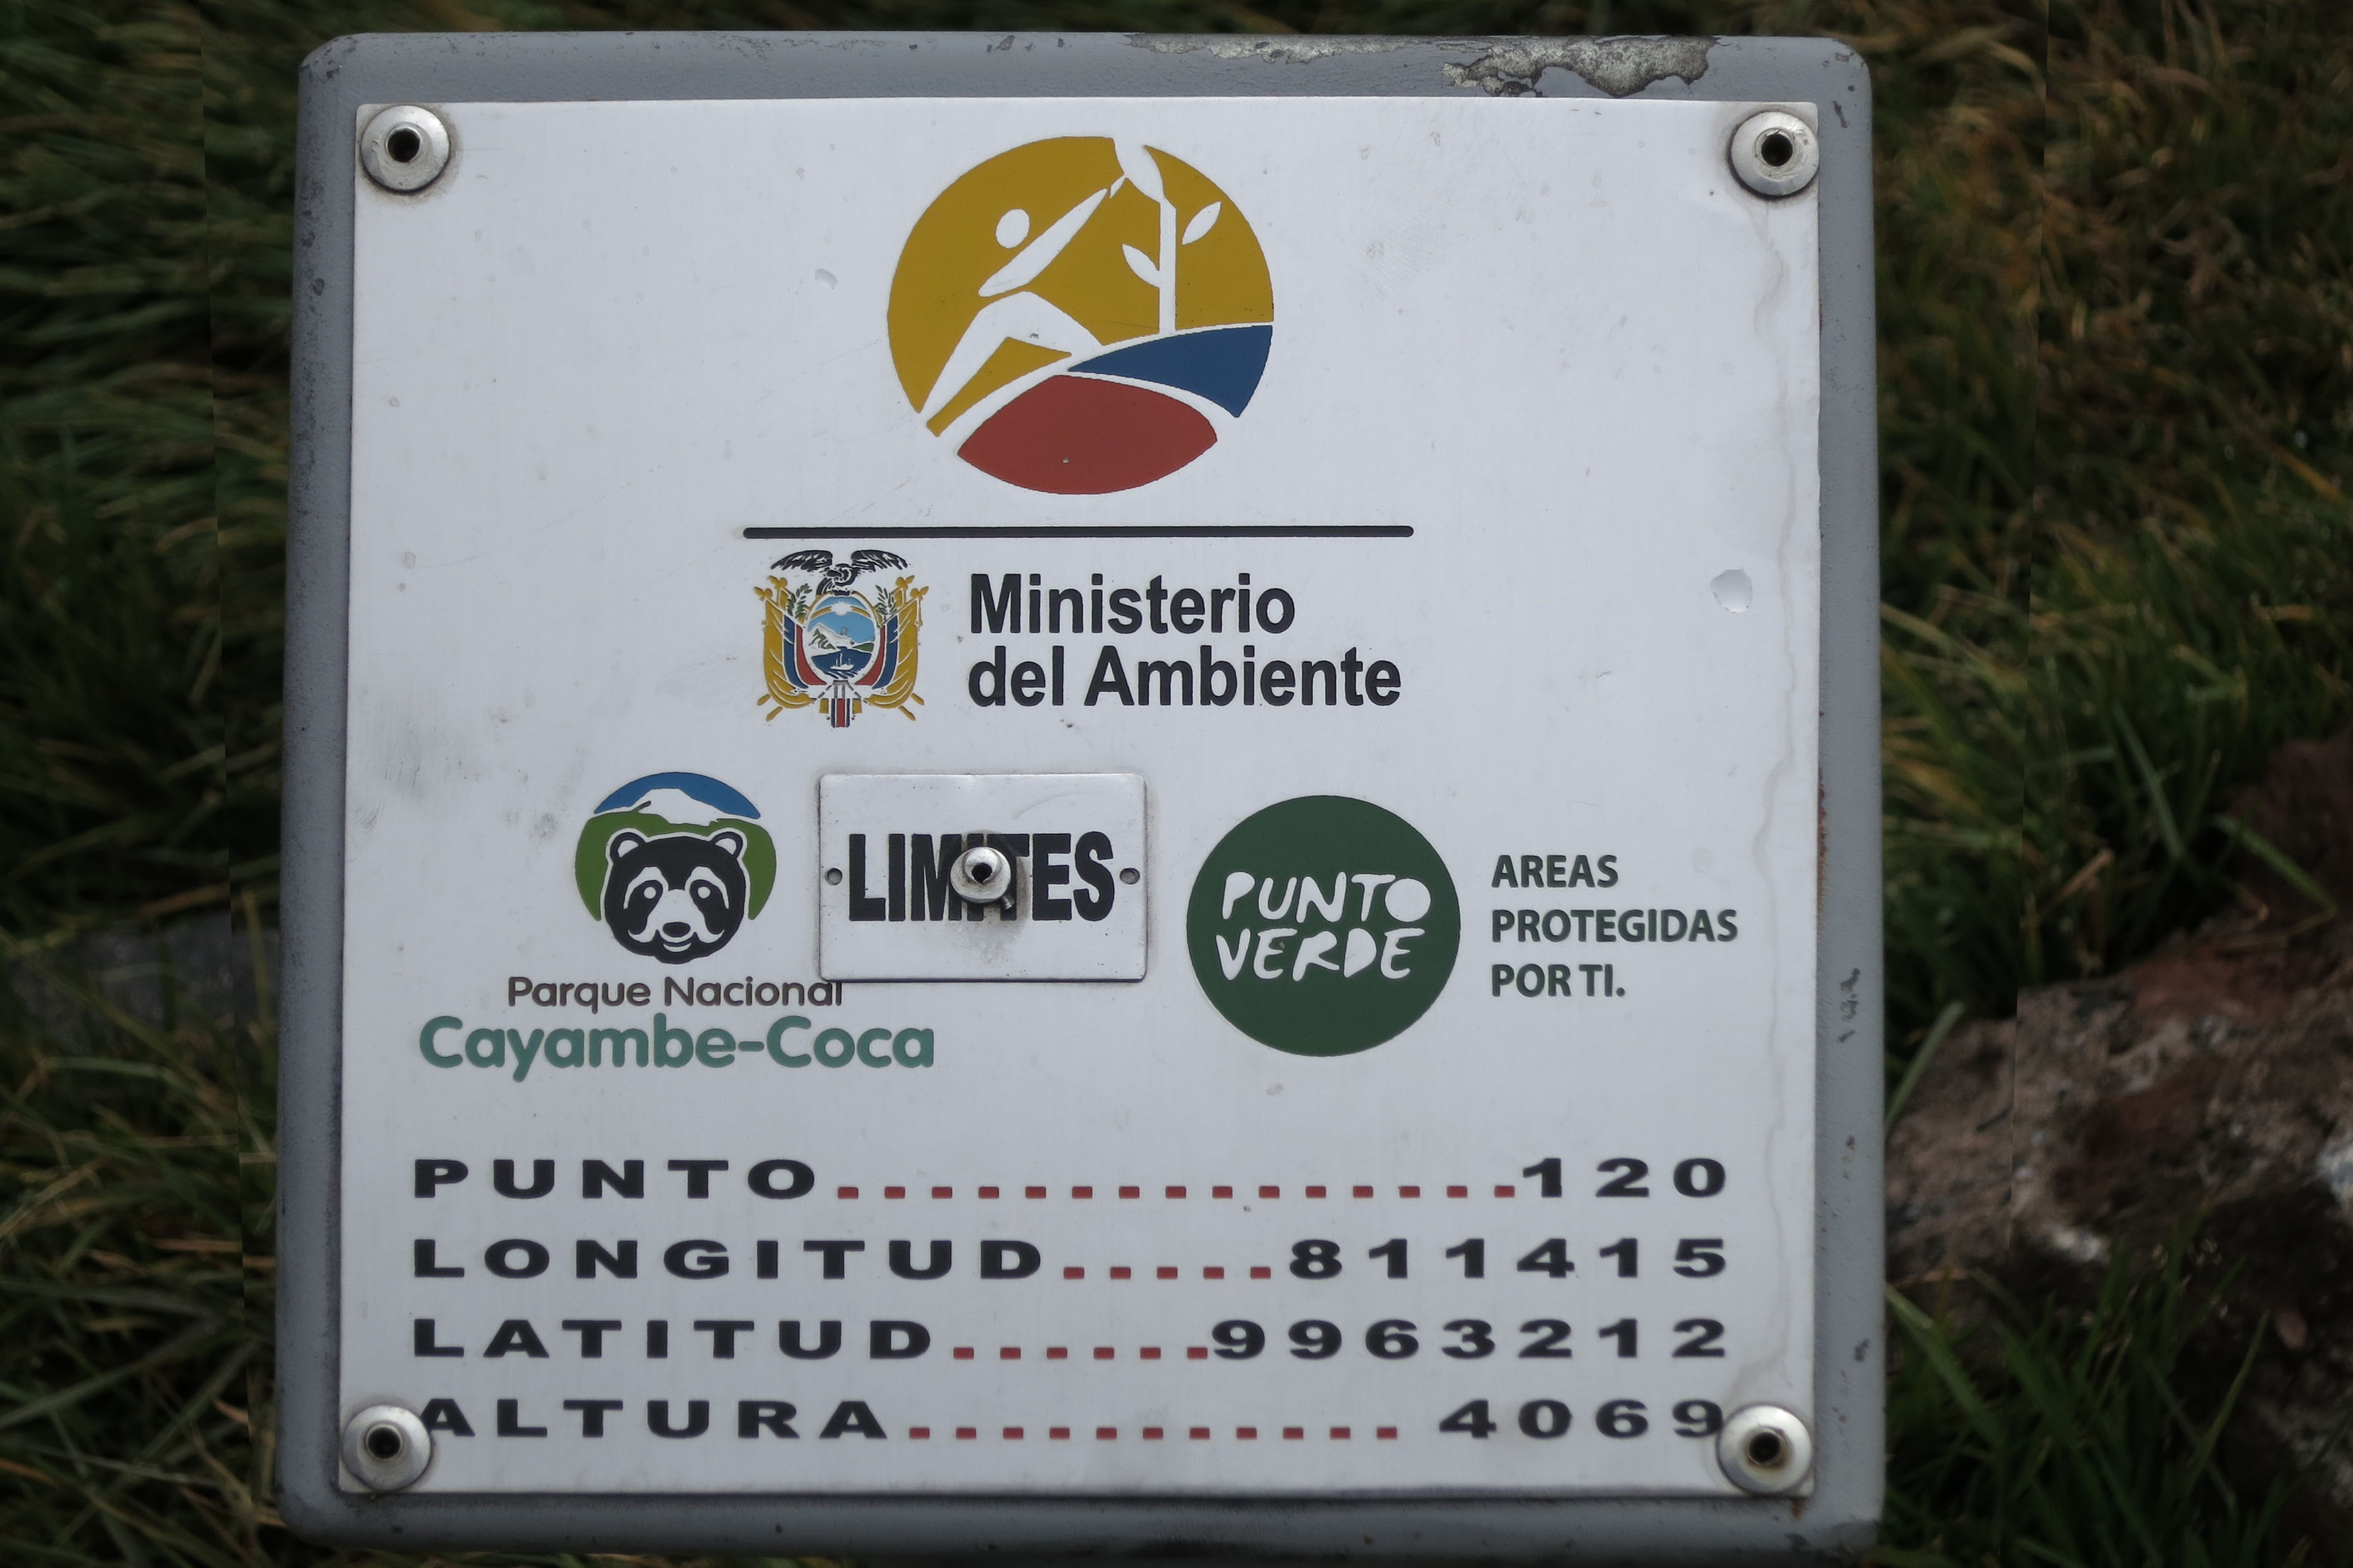 Ministerio
del Ambiente
LIMITES
PUNTO
VERDE
AREAS
PROTEGIDAS
POR TI.
Parque Nacional
Cayambe-Coca
PUNTO................120
LONGITUD.....811415
LATITUD......9963212
ALTURA........... 4069